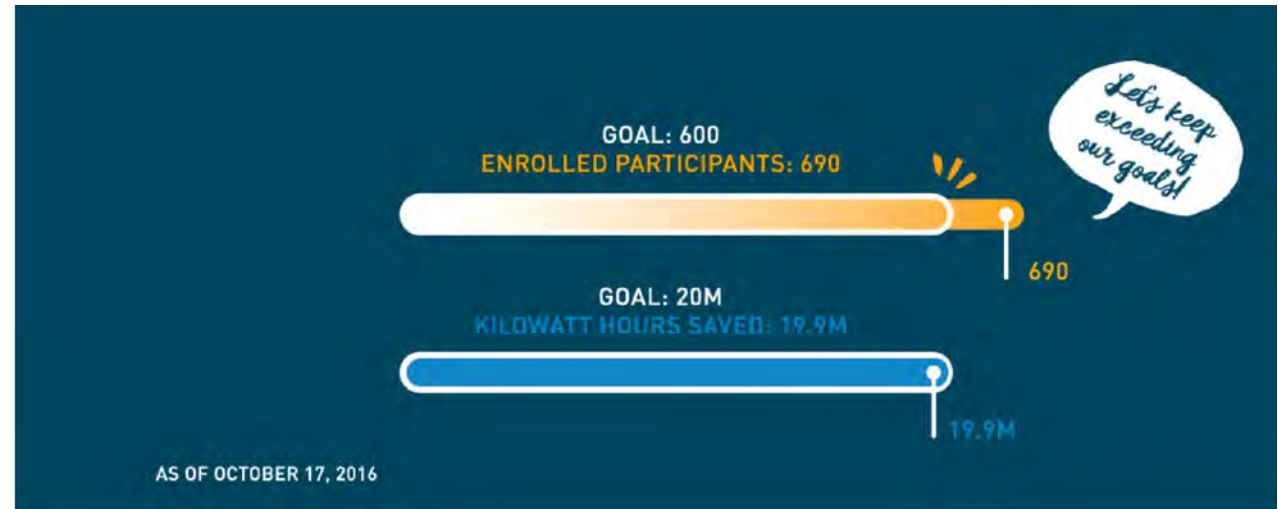 Let's keep
exceeding
our goals!
GOAL: 600
ENROLLED PARTICIPANTS: 690
690
GOAL: 20M
KILOWATT HOURS SAVED: 19.9M
19.9M
AS OF OCTOBER 17, 2016